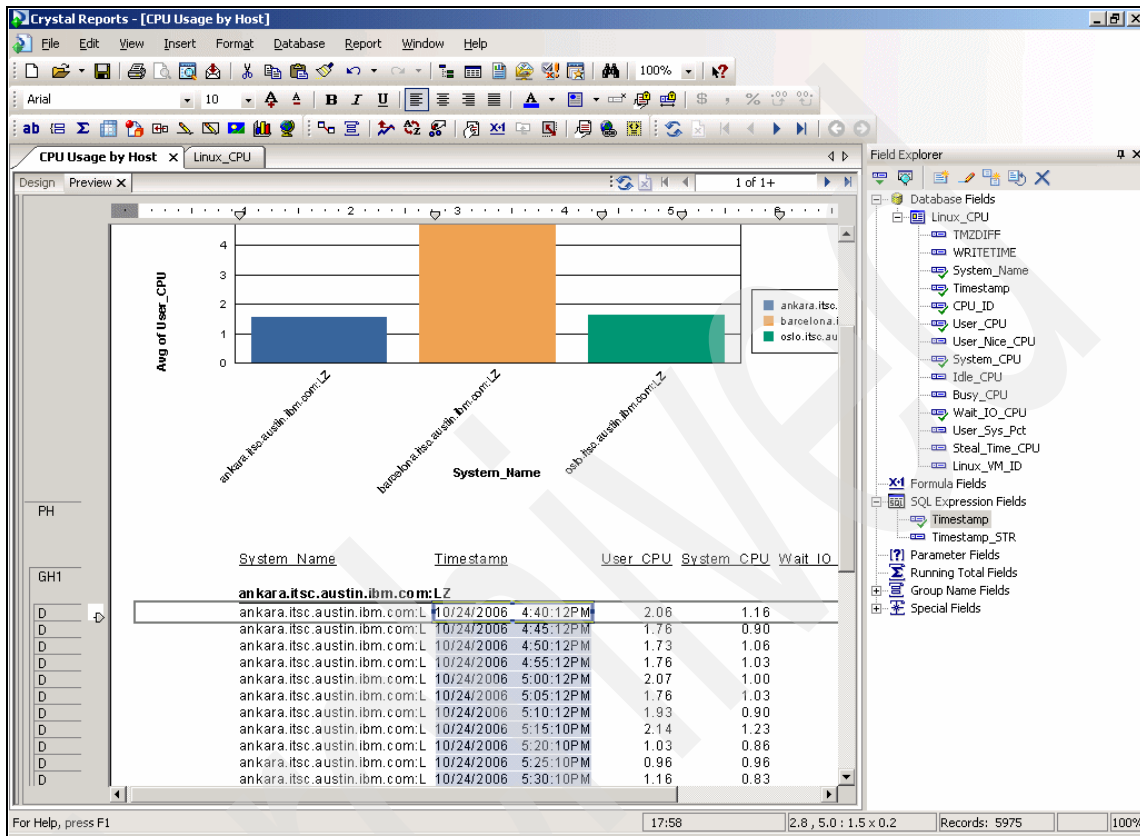 Crystal Reports - [CPU Usage by Host]
File Edit View Insert Format Database Report Window Help
100%
Arial 10 B I U A $ , %
ab Σ
CPU Usage by Host X Linux_CPU
Design Preview X 1 of 1+
1 2 3 4 5 6
4
3
2
1
0
Avg of User_CPU
ankara.itsc.
barcelona.i
oslo.itsc.au
ankara.itsc.austin.ibm.com:LZ
barcelona.itso.austin.ibm.com:LZ
oslo.itsc.austin.ibm.com:LZ
System_Name
PH
System_Name Timestamp User_CPU System_CPU Wait_IO
GH1
ankara.itsc.austin.ibm.com:LZ
D ankara.itsc.austin.ibm.com:L 10/24/2006 4:40:12PM 2.06 1.16
D ankara.itsc.austin.ibm.com:L 10/24/2006 4:45:12PM 1.76 0.90
D ankara.itsc.austin.ibm.com:L 10/24/2006 4:50:12PM 1.73 1.06
D ankara.itsc.austin.ibm.com:L 10/24/2006 4:55:12PM 1.76 1.03
D ankara.itsc.austin.ibm.com:L 10/24/2006 5:00:12PM 2.07 1.00
D ankara.itsc.austin.ibm.com:L 10/24/2006 5:05:12PM 1.76 1.03
D ankara.itsc.austin.ibm.com:L 10/24/2006 5:10:12PM 1.93 0.90
D ankara.itsc.austin.ibm.com:L 10/24/2006 5:15:10PM 2.14 1.23
D ankara.itsc.austin.ibm.com:L 10/24/2006 5:20:10PM 1.03 0.86
D ankara.itsc.austin.ibm.com:L 10/24/2006 5:25:10PM 0.96 0.96
D ankara.itsc.austin.ibm.com:L 10/24/2006 5:30:10PM 1.16 0.83
Field Explorer
Database Fields
Linux_CPU
TMZDIFF
WRITETIME
System_Name
Timestamp
CPU_ID
User_CPU
User_Nice_CPU
System_CPU
Idle_CPU
Busy_CPU
Wait_IO_CPU
User_Sys_Pct
Steal_Time_CPU
Linux_VM_ID
Formula Fields
SQL Expression Fields
Timestamp
Timestamp_STR
Parameter Fields
Running Total Fields
Group Name Fields
Special Fields
For Help, press F1 17:58 2.8 , 5.0 : 1.5 x 0.2 Records: 5975 100%